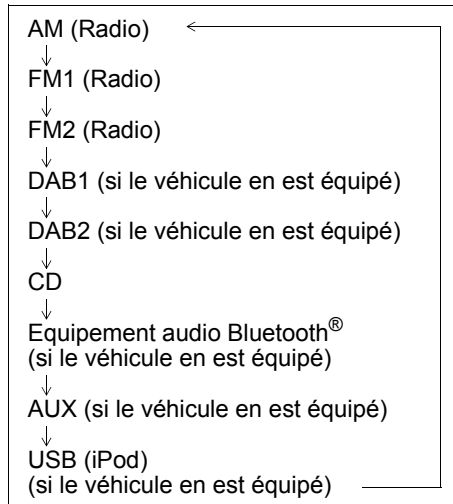 AM (Radio)
FM1 (Radio)
FM2 (Radio)
DAB1 (si le véhicule en est équipé)
DAB2 (si le véhicule en est équipé)
CD
Equipement audio Bluetooth®
(si le véhicule en est équipé)
AUX (si le véhicule en est équipé)
USB (iPod)
(si le véhicule en est équipé)